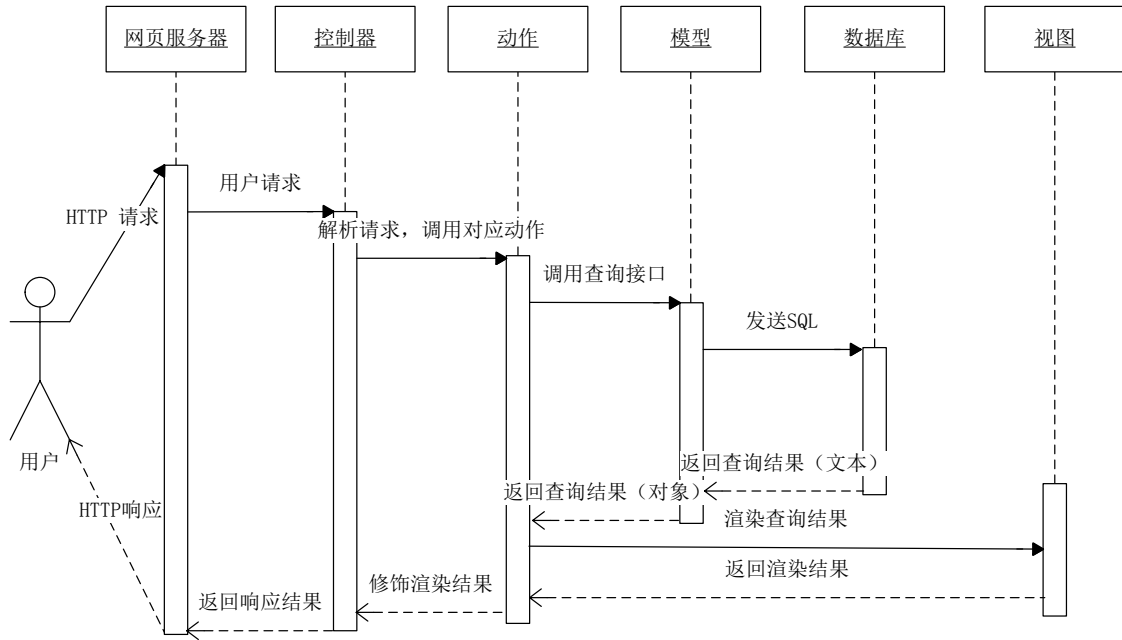 网页服务器
控制器
动作
模型
数据库
视图
用户请求
HTTP 请求
解析请求，调用对应动作
调用查询接口
发送SQL
用户
返回查询结果（文本）
返回查询结果（对象）
HTTP响应
渲染查询结果
返回渲染结果
修饰渲染结果
返回响应结果